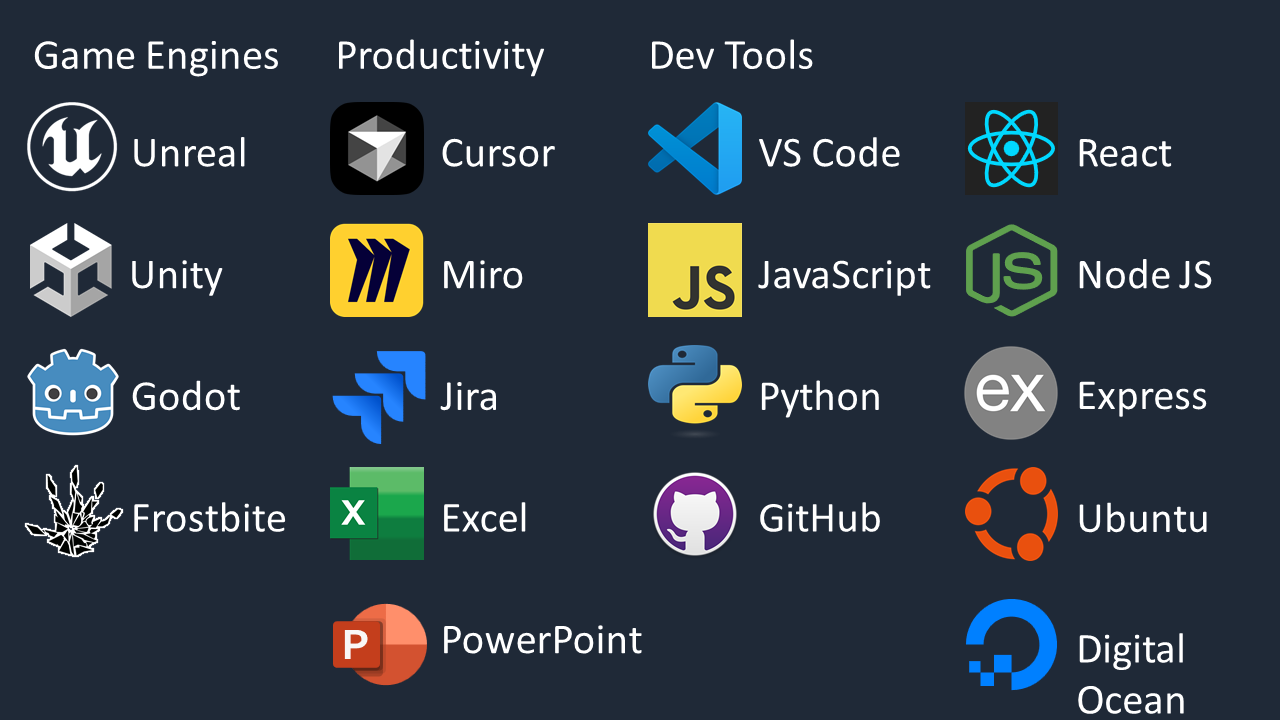 Game Engines
Productivity
Dev Tools
Unreal
Cursor
VS Code
React
Unity
Miro
JS
JavaScript
JS
Node JS
Godot
Jira
Python
ex
Express
Frostbite
X
Excel
GitHub
Ubuntu
P
PowerPoint
Digital
Ocean